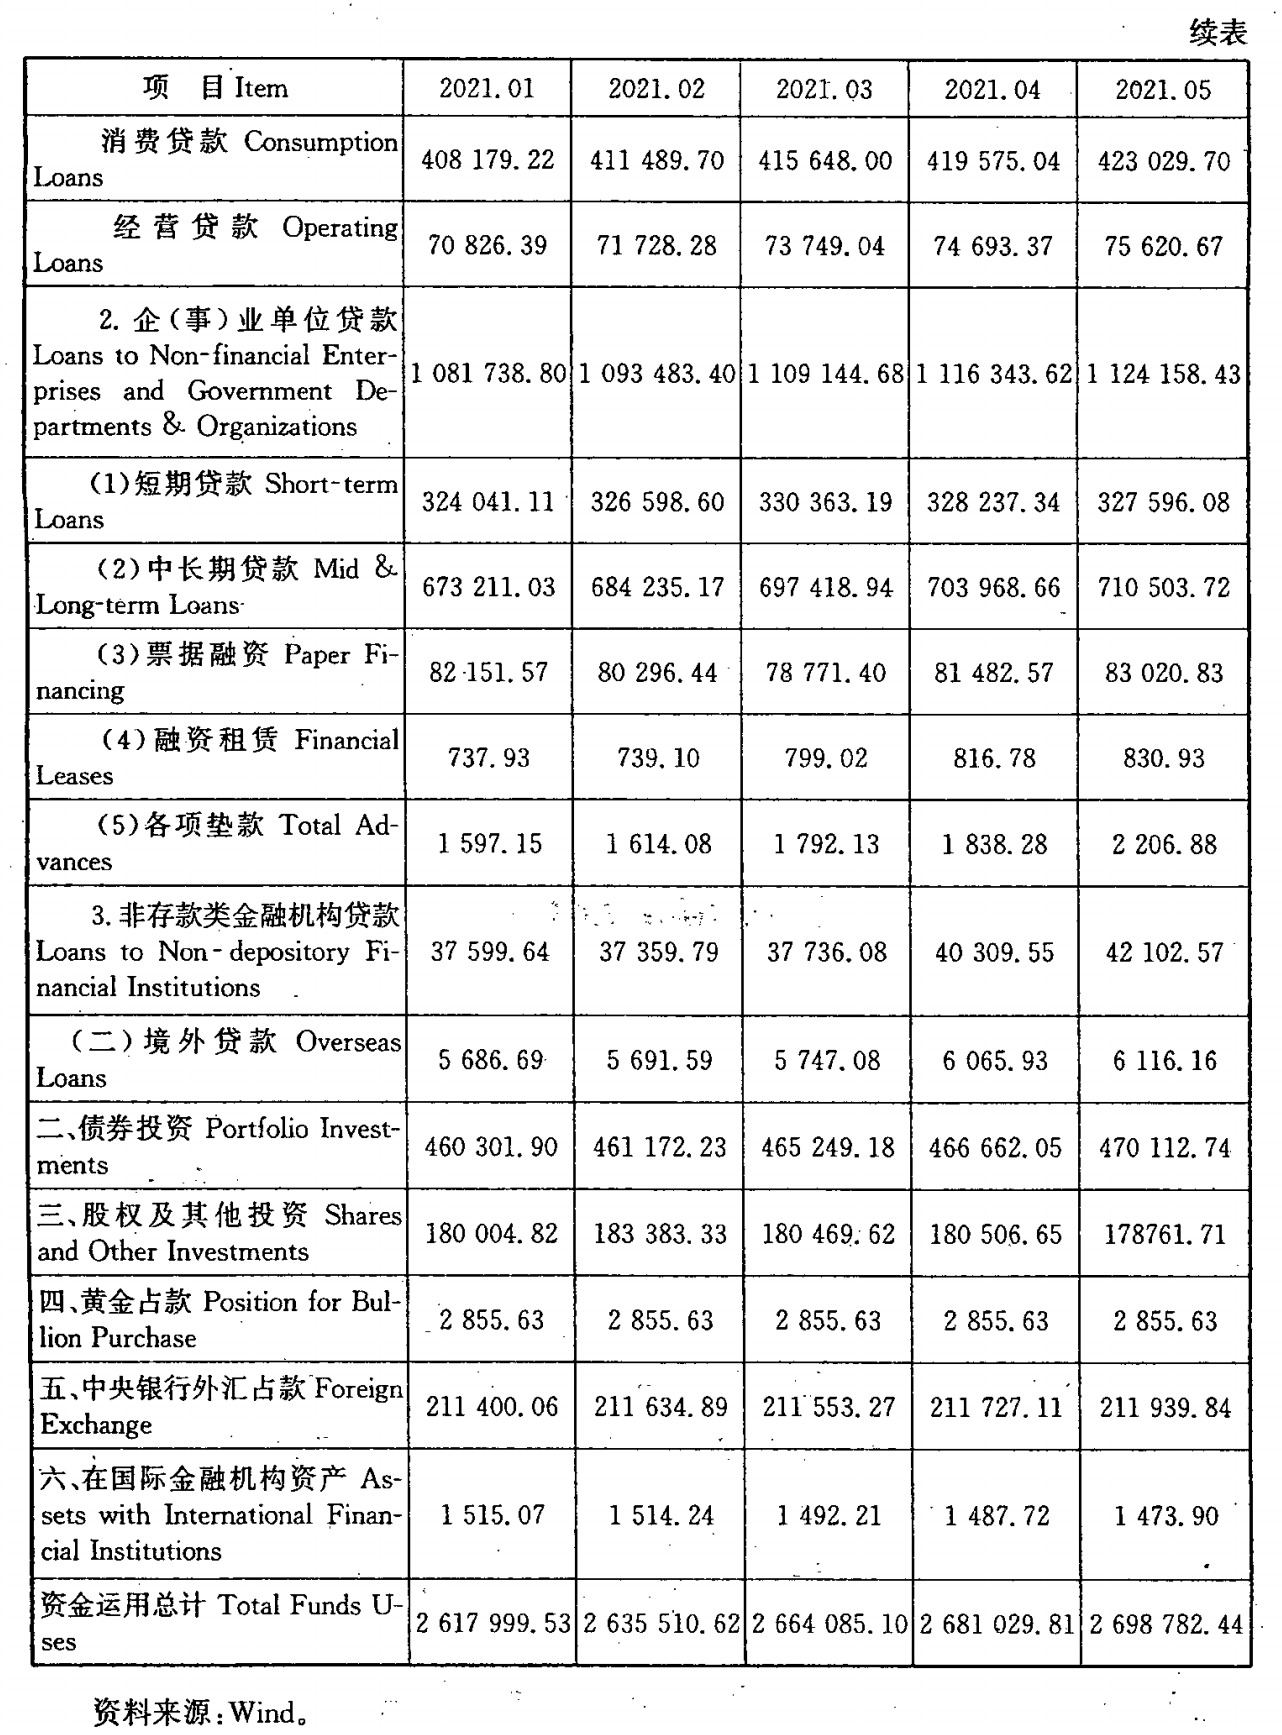 续表
项 目 Item 2021.01 2021.02 2021.03 2021.04 2021.05
消费贷款 Consumption
Loans 408 179.22 411 489.70 415 648.00 419 575.04 423 029.70
经营贷款 Operating
Loans 70 826.39 71 728.28 73 749.04 74 693.37 75 620.67
2. 企(事)业单位贷款
Loans to Non-financial Enter-
prises and Government De-
partments & Organizations 1 081 738.80 1 093 483.40 1 109 144.68 1 116 343.62 1 124 158.43
(1)短期贷款 Short-term
Loans 324 041.11 326 598.60 330 363.19 328 237.34 327 596.08
(2)中长期贷款 Mid &
Long-term Loans 673 211.03 684 235.17 697 418.94 703 968.66 710 503.72
(3)票据融资 Paper Fi-
nancing 82 151.57 80 296.44 78 771.40 81 482.57 83 020.83
(4)融资租赁 Financial
Leases 737.93 739.10 799.02 816.78 830.93
(5)各项垫款 Total Ad-
vances 1 597.15 1 614.08 1 792.13 1 838.28 2 206.88
3. 非存款类金融机构贷款
Loans to Non-depository Fi-
nancial Institutions 37 599.64 37 359.79 37 736.08 40 309.55 42 102.57
(二)境外贷款 Overseas
Loans 5 686.69 5 691.59 5 747.08 6 065.93 6 116.16
二、债券投资 Portfolio Invest-
ments 460 301.90 461 172.23 465 249.18 466 662.05 470 112.74
三、股权及其他投资 Shares
and Other Investments 180 004.82 183 383.33 180 469.62 180 506.65 178761.71
四、黄金占款 Position for Bul-
lion Purchase 2 855.63 2 855.63 2 855.63 2 855.63 2 855.63
五、中央银行外汇占款 Foreign
Exchange 211 400.06 211 634.89 211 553.27 211 727.11 211 939.84
六、在国际金融机构资产 As-
sets with International Finan-
cial Institutions 1 515.07 1 514.24 1 492.21 1 487.72 1 473.90
资金运用总计 Total Funds U-
ses 2 617 999.53 2 635 510.62 2 664 085.10 2 681 029.81 2 698 782.44
资料来源:Wind。